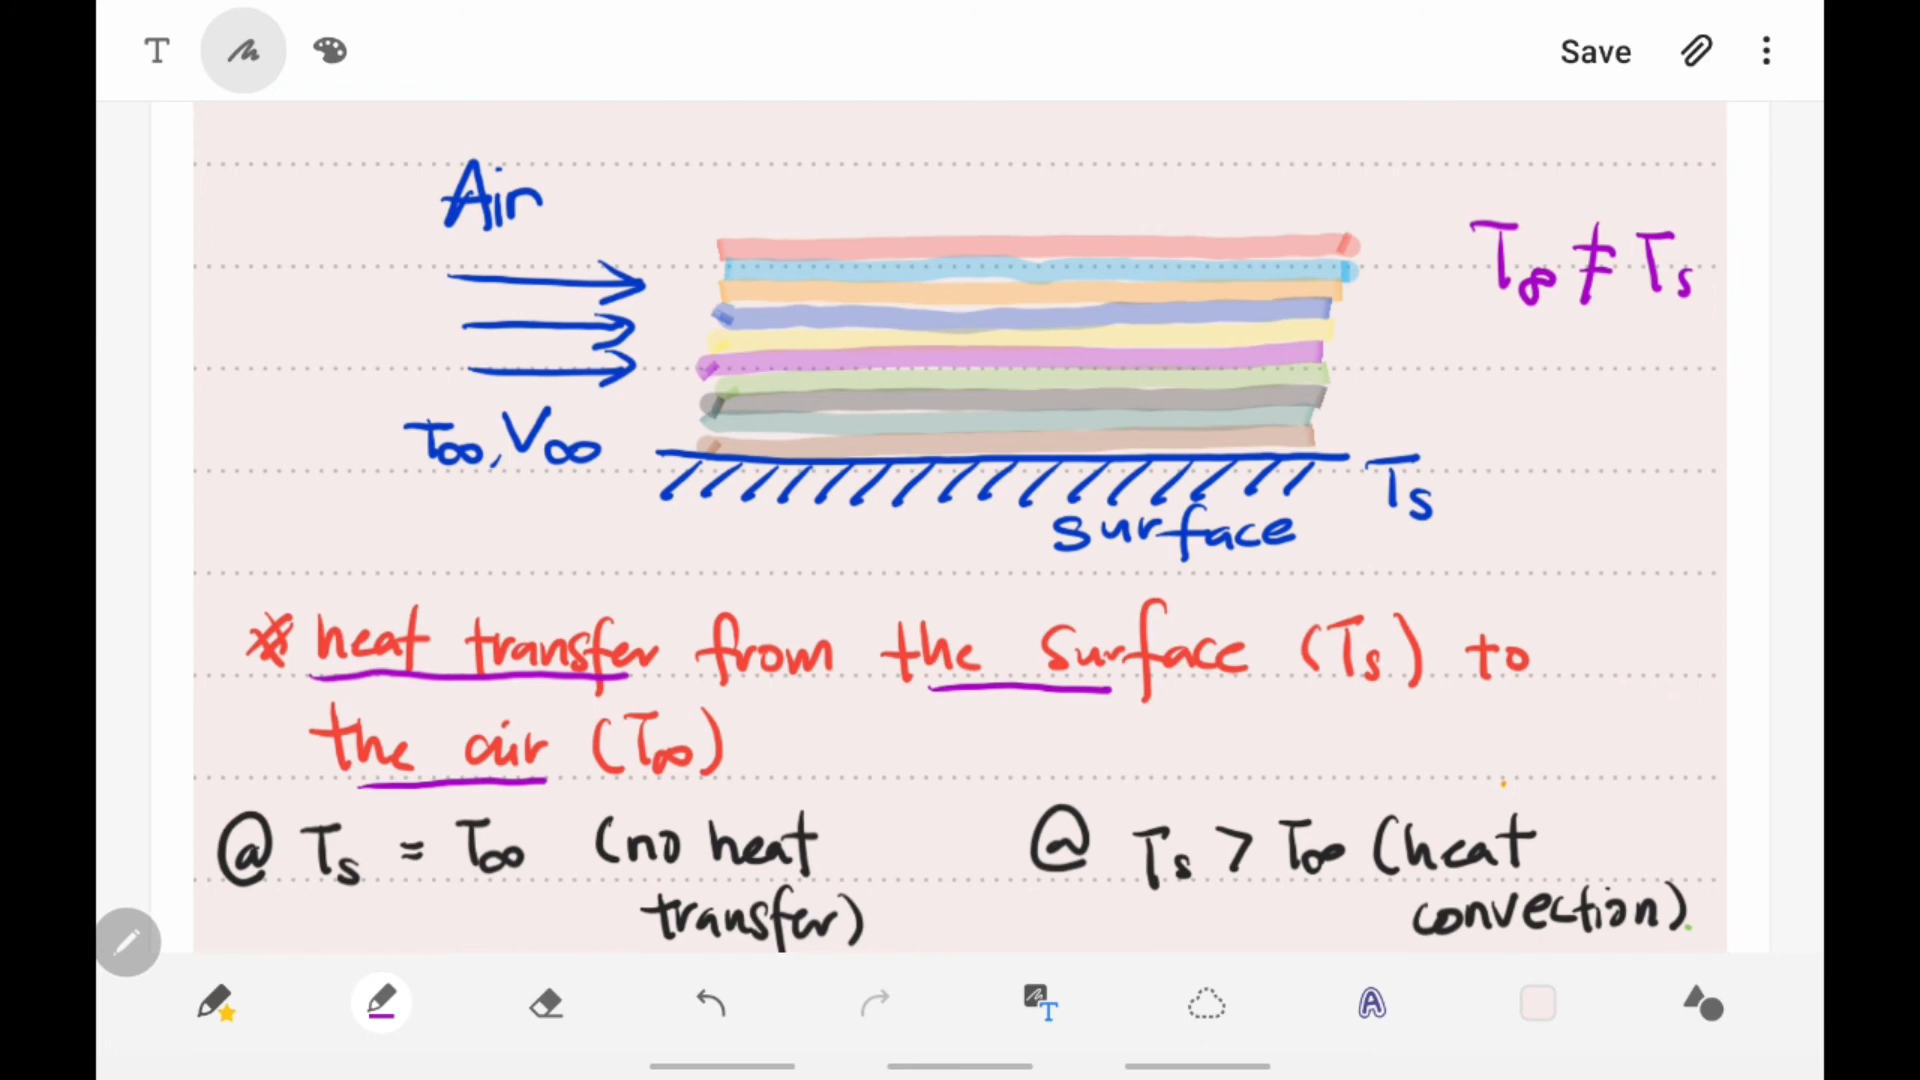 T
Save
Air
T∞ ≠ Ts
T∞, V∞
Ts
surface
* heat transfer from the surface (Ts) to
the air (T∞)
@ Ts = T∞ (no heat
transfer)
@ Ts > T∞ (heat
convection).
T
A